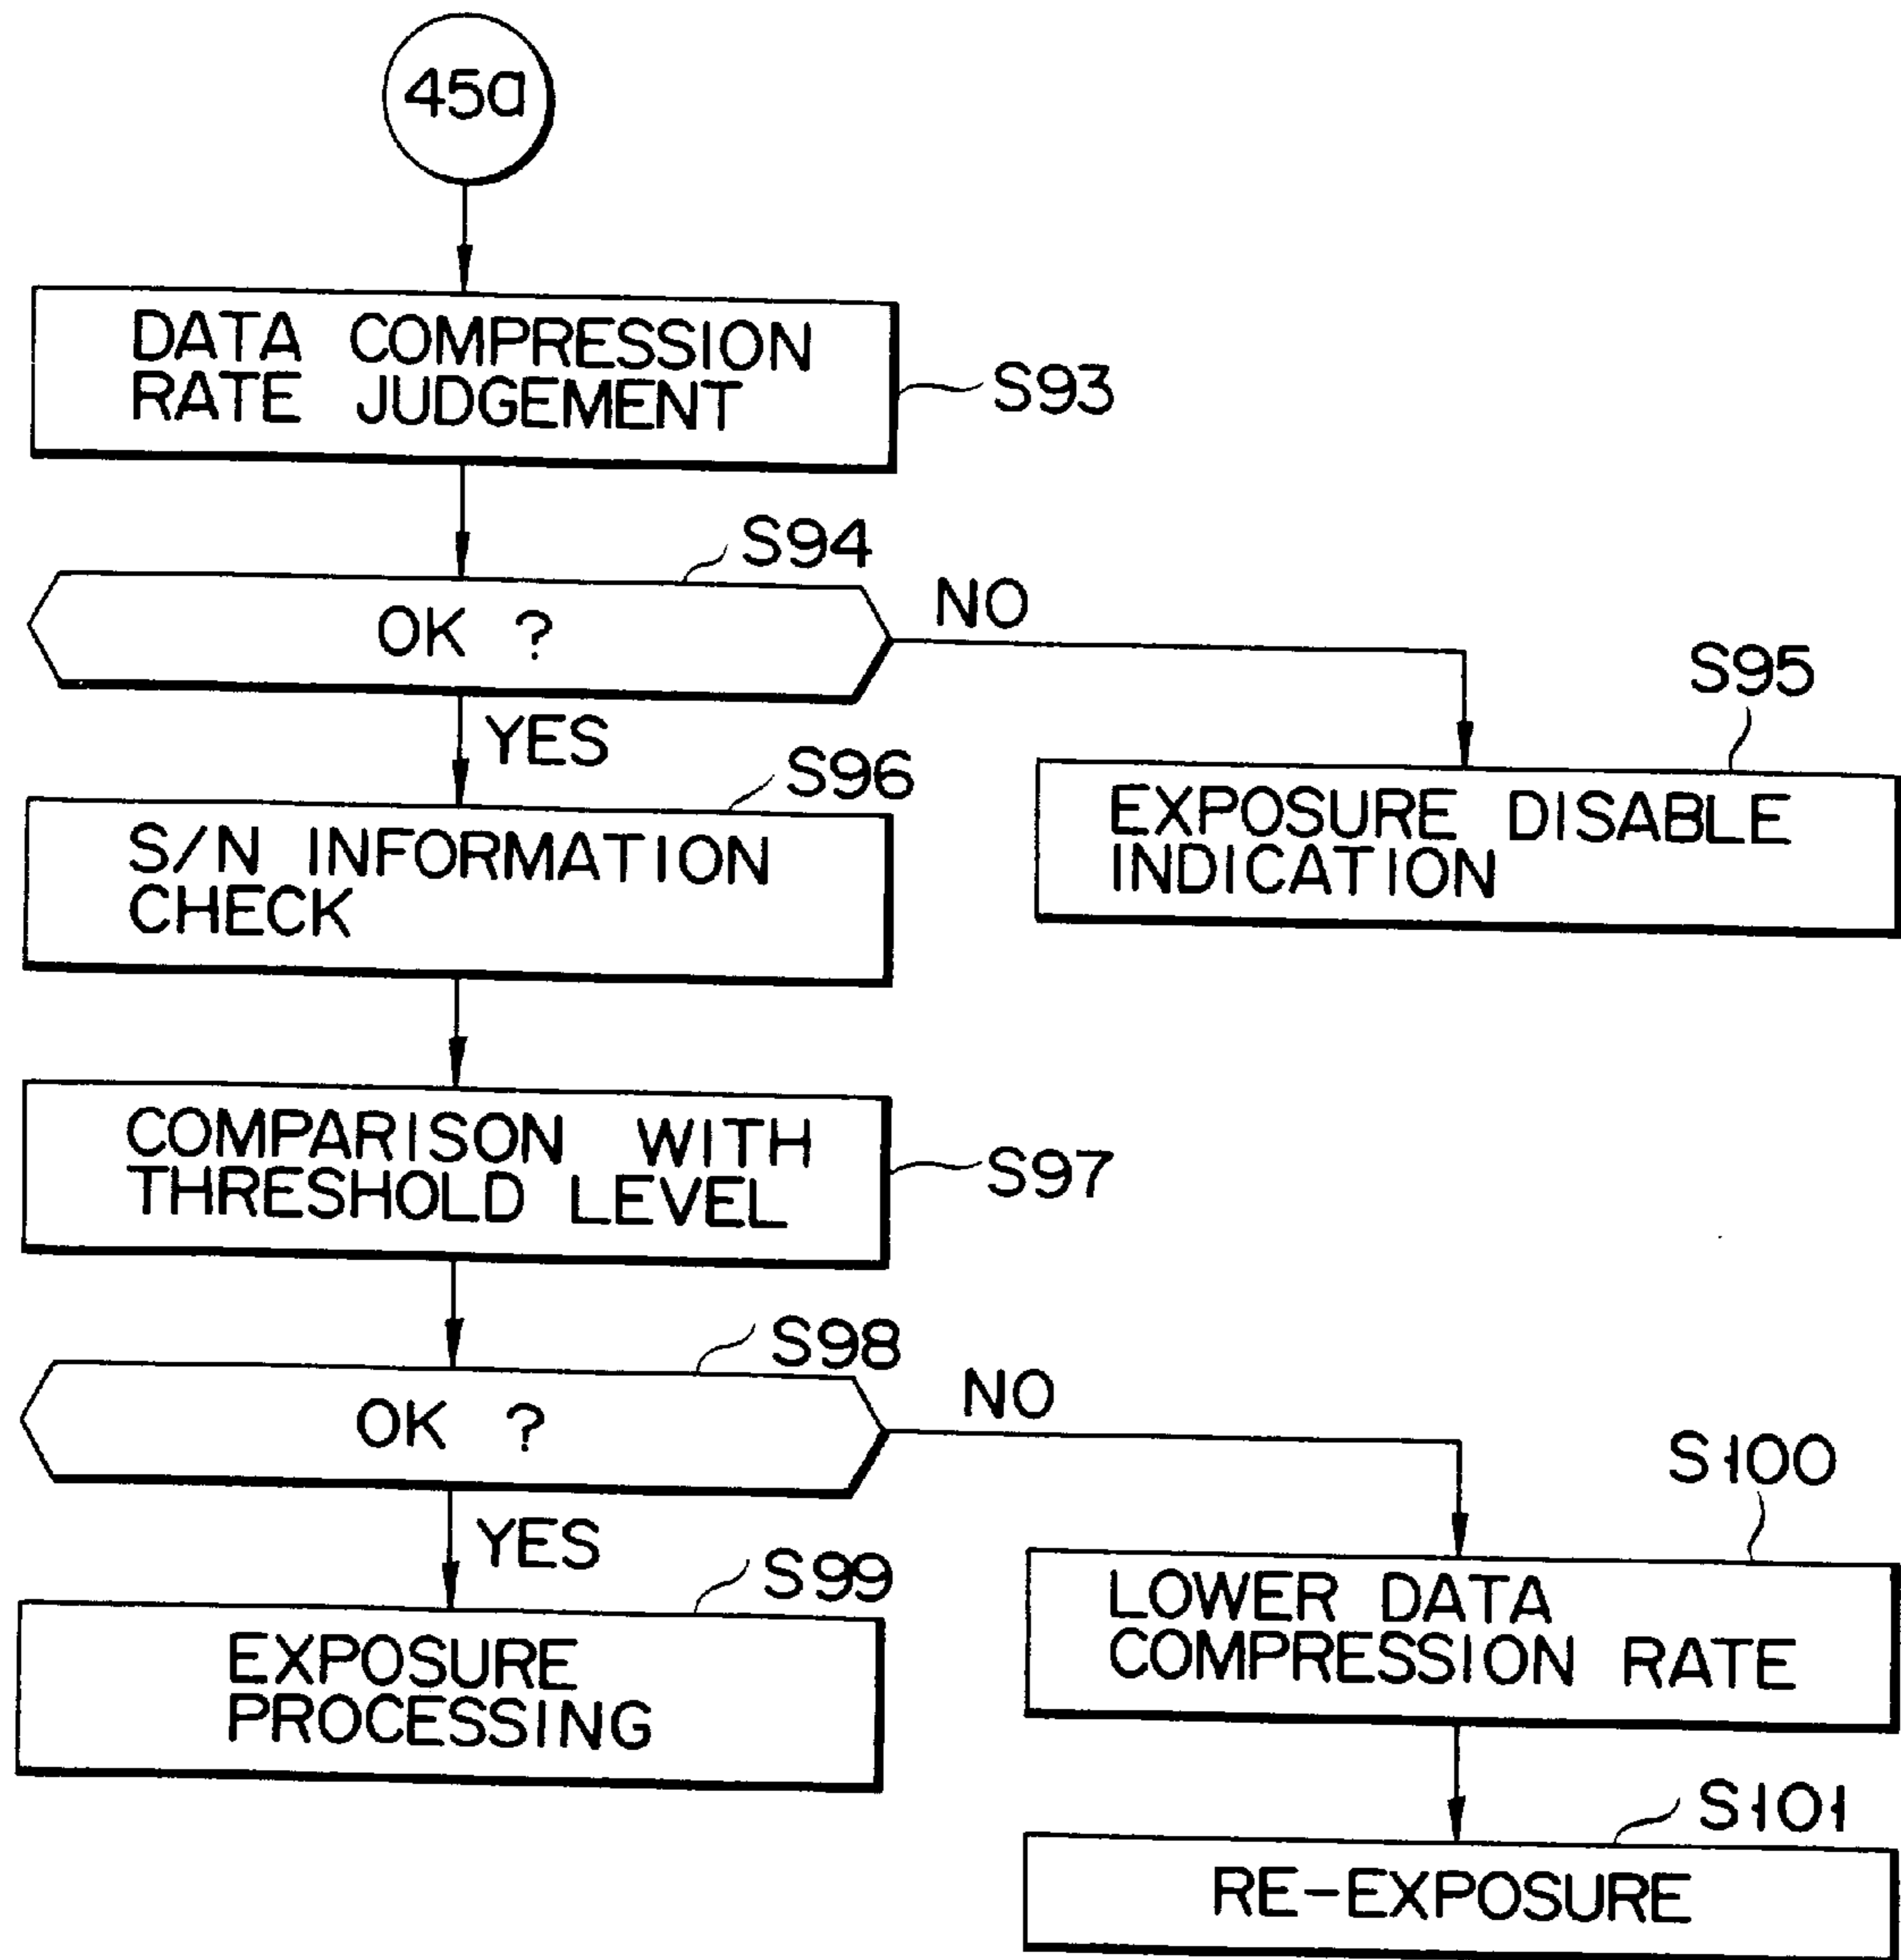 45a
DATA COMPRESSION
RATE JUDGEMENT
S93
S94
OK ?
NO
YES
S95
EXPOSURE DISABLE
INDICATION
S96
S/N INFORMATION
CHECK
COMPARISON WITH
THRESHOLD LEVEL
S97
S98
OK ?
NO
YES
S99
EXPOSURE
PROCESSING
S100
LOWER DATA
COMPRESSION RATE
S101
RE-EXPOSURE